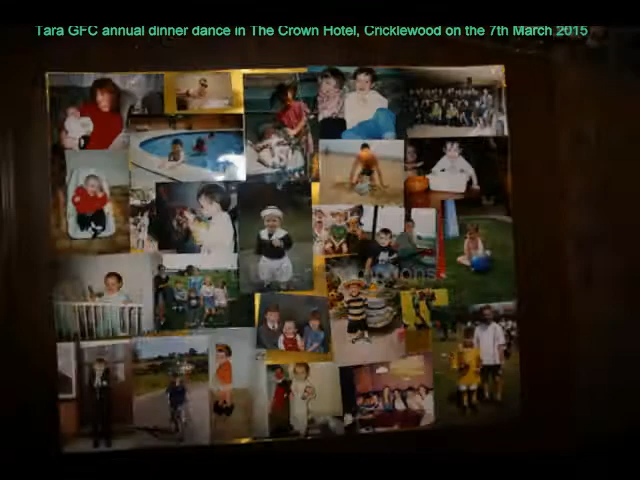 Tara GFC annual dinner dance in The Crown Hotel, Cricklewood on the 7th March 2015